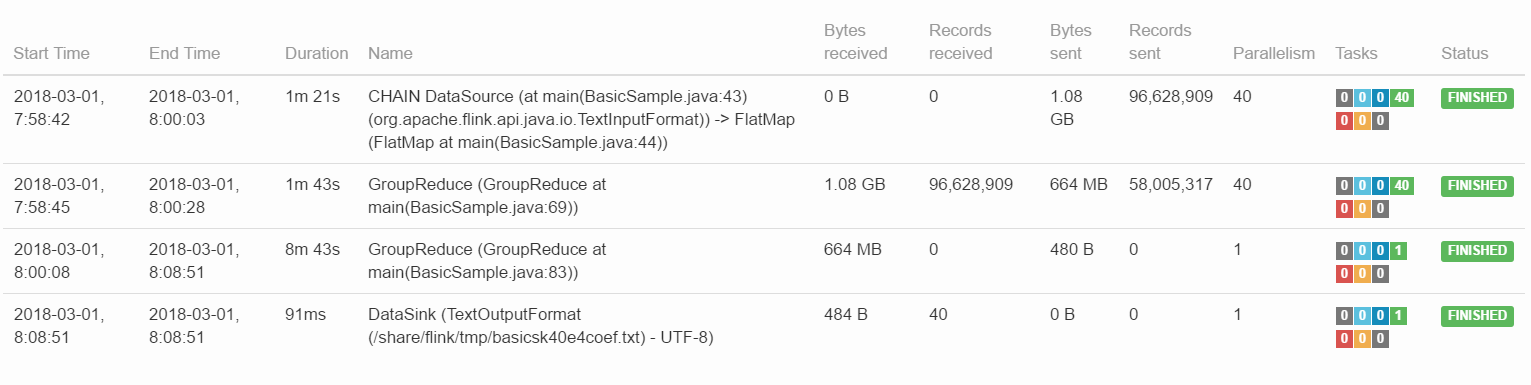 Start Time End Time Duration Name Bytes received Records received Bytes sent Records sent Parallelism Tasks Status
2018-03-01, 7:58:42 2018-03-01, 8:00:03 1m 21s CHAIN DataSource (at main(BasicSample.java:43) (org.apache.flink.api.java.io.TextInputFormat)) -> FlatMap (FlatMap at main(BasicSample.java:44)) 0 B 0 1.08 GB 96,628,909 40 0 0 0 40 0 0 0 FINISHED
2018-03-01, 7:58:45 2018-03-01, 8:00:28 1m 43s GroupReduce (GroupReduce at main(BasicSample.java:69)) 1.08 GB 96,628,909 664 MB 58,005,317 40 0 0 0 40 0 0 0 FINISHED
2018-03-01, 8:00:08 2018-03-01, 8:08:51 8m 43s GroupReduce (GroupReduce at main(BasicSample.java:83)) 664 MB 0 480 B 0 1 0 0 0 1 0 0 0 FINISHED
2018-03-01, 8:08:51 2018-03-01, 8:08:51 91ms DataSink (TextOutputFormat (/share/flink/tmp/basicsk40e4coef.txt) - UTF-8) 484 B 40 0 B 0 1 0 0 0 1 0 0 0 FINISHED